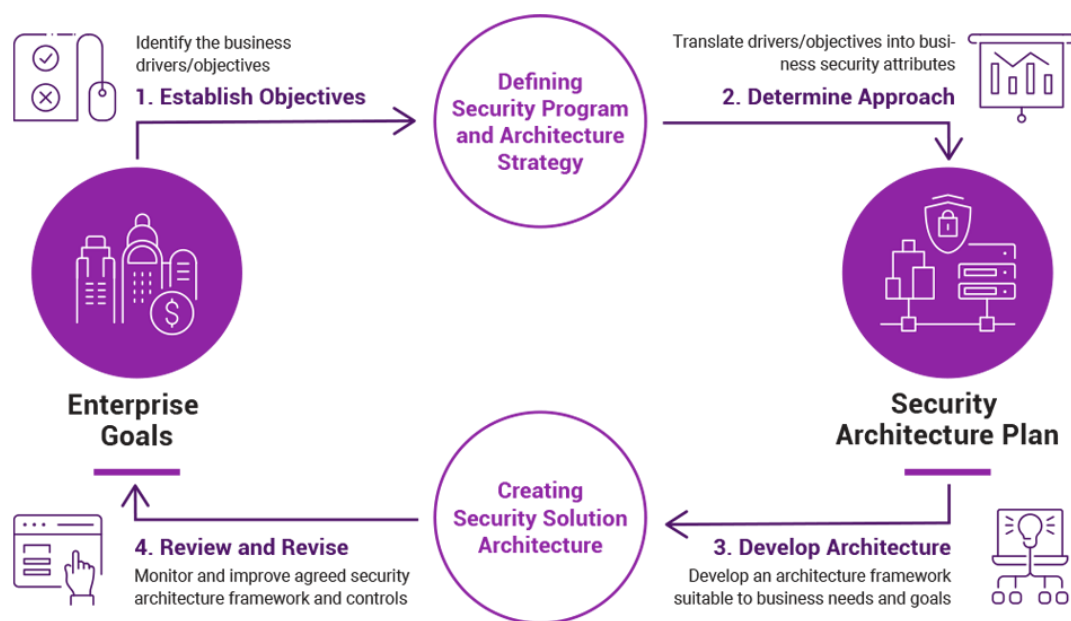 Identify the business
drivers/objectives
1. Establish Objectives
Defining
Security Program
and Architecture
Strategy
Translate drivers/objectives into busi-
ness security attributes
2. Determine Approach
$
Enterprise
Goals
Security
Architecture Plan
Creating
Security Solution
Architecture
4. Review and Revise
Monitor and improve agreed security
architecture framework and controls
3. Develop Architecture
Develop an architecture framework
suitable to business needs and goals